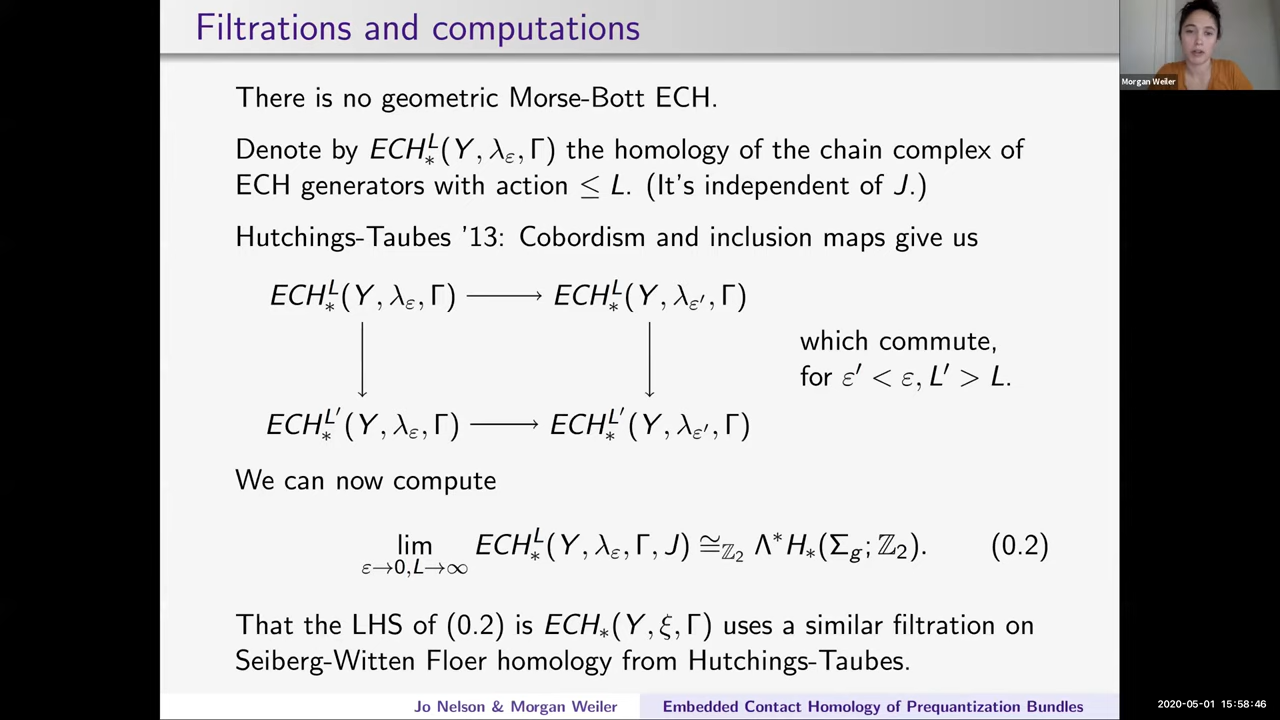 Filtrations and computations
Morgan Weiler
There is no geometric Morse-Bott ECH.
Denote by ECH^L_*(Y, λ_ε, Γ) the homology of the chain complex of
ECH generators with action ≤ L. (It's independent of J.)
Hutchings-Taubes '13: Cobordism and inclusion maps give us
ECH^L_*(Y, λ_ε, Γ) ⟶ ECH^L_*(Y, λ_ε′, Γ)
which commute,
for ε′ < ε, L′ > L.
ECH^L′_*(Y, λ_ε, Γ) ⟶ ECH^L′_*(Y, λ_ε′, Γ)
We can now compute
lim_{ε→0,L→∞} ECH^L_*(Y, λ_ε, Γ, J) ≅_{ℤ_2} Λ^*H_*(Σ_g; ℤ_2). (0.2)
That the LHS of (0.2) is ECH_*(Y, ξ, Γ) uses a similar filtration on
Seiberg-Witten Floer homology from Hutchings-Taubes.
Jo Nelson & Morgan Weiler Embedded Contact Homology of Prequantization Bundles
2020-05-01 15:58:46